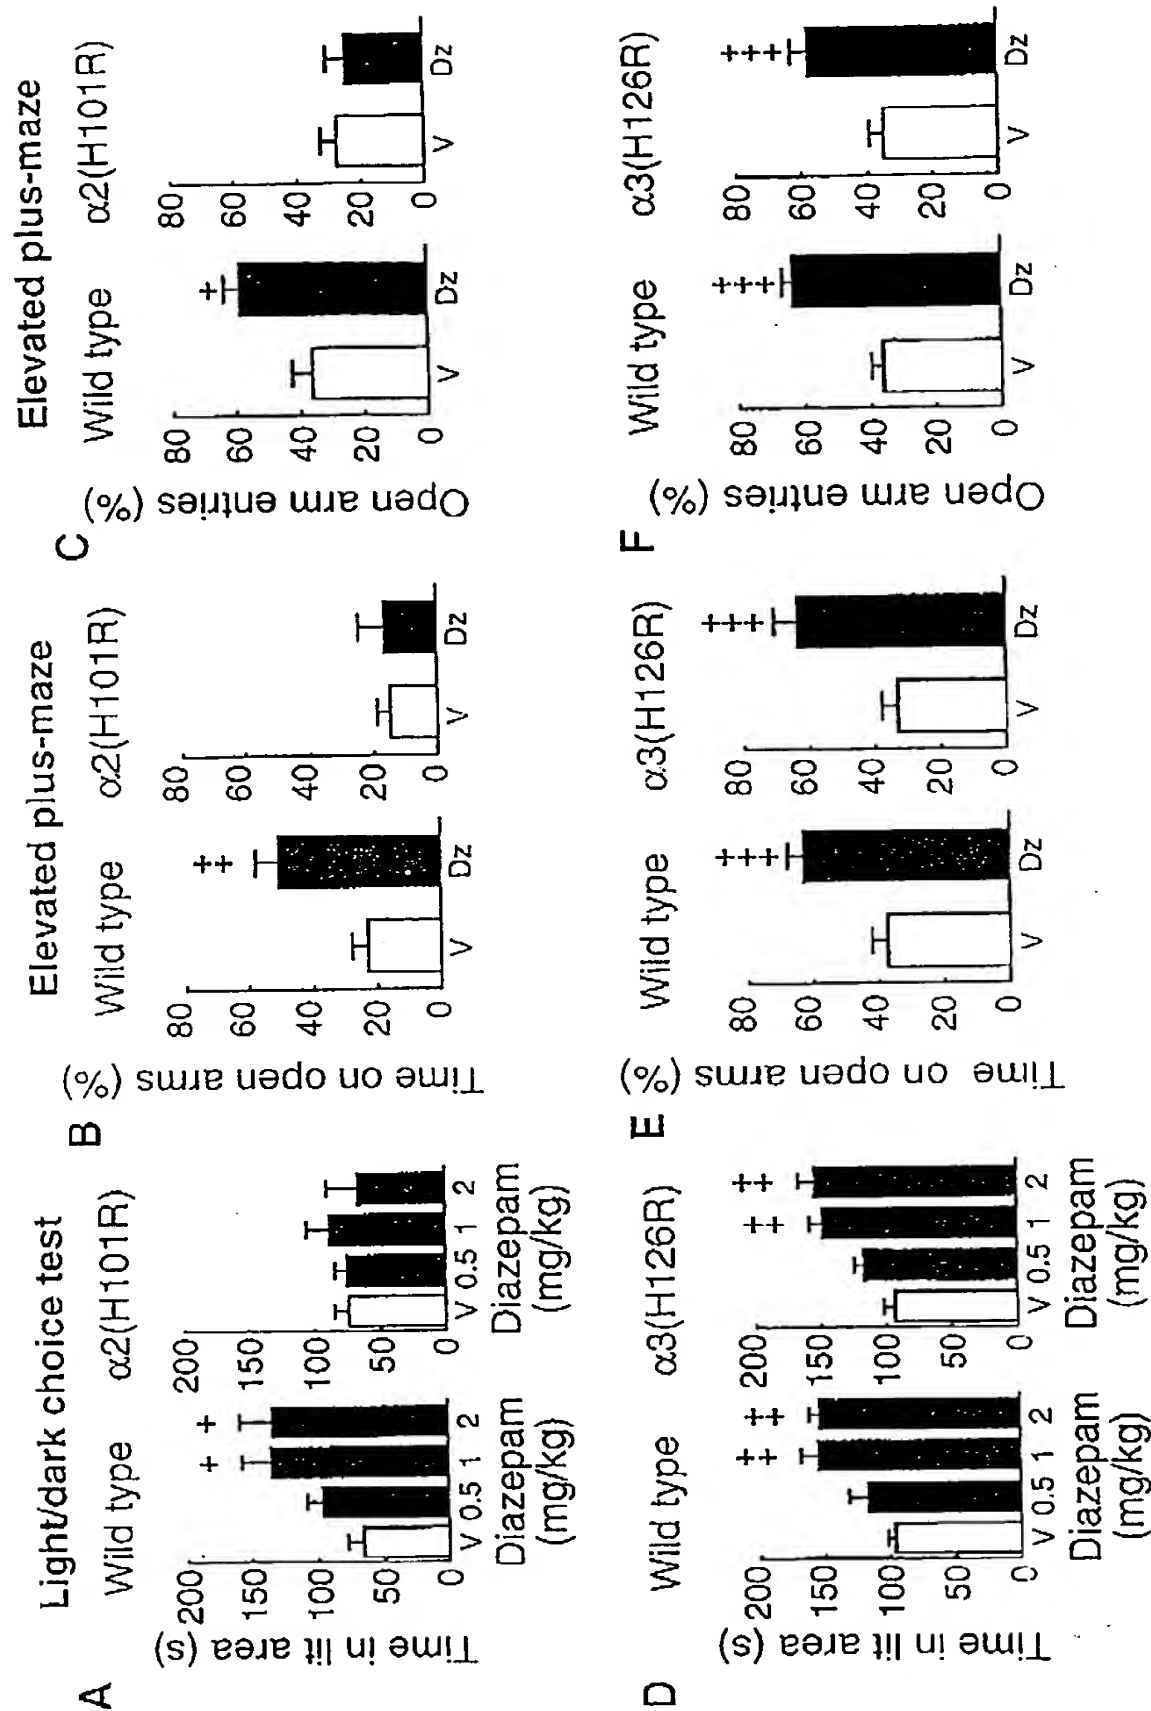 Light/dark choice test
Elevated plus-maze
Elevated plus-maze
A
Wild type
α2(H101R)
Time in lit area (s)
200
150
100
50
0
V 0.5 1 2
Diazepam
(mg/kg)
+
+
200
150
100
50
0
V 0.5 1 2
Diazepam
(mg/kg)
B
Wild type
α2(H101R)
Time on open arms (%)
80
60
40
20
0
V
Dz
++
80
60
40
20
0
V
Dz
C
Wild type
α2(H101R)
Open arm entries (%)
80
60
40
20
0
V
Dz
+
80
60
40
20
0
V
Dz
D
Wild type
α3(H126R)
Time in lit area (s)
200
150
100
50
0
V 0.5 1 2
Diazepam
(mg/kg)
++
++
200
150
100
50
0
V 0.5 1 2
Diazepam
(mg/kg)
++
++
E
Wild type
α3(H126R)
Time on open arms (%)
80
60
40
20
0
V
Dz
+++
80
60
40
20
0
V
Dz
+++
F
Wild type
α3(H126R)
Open arm entries (%)
80
60
40
20
0
V
Dz
+++
80
60
40
20
0
V
Dz
+++